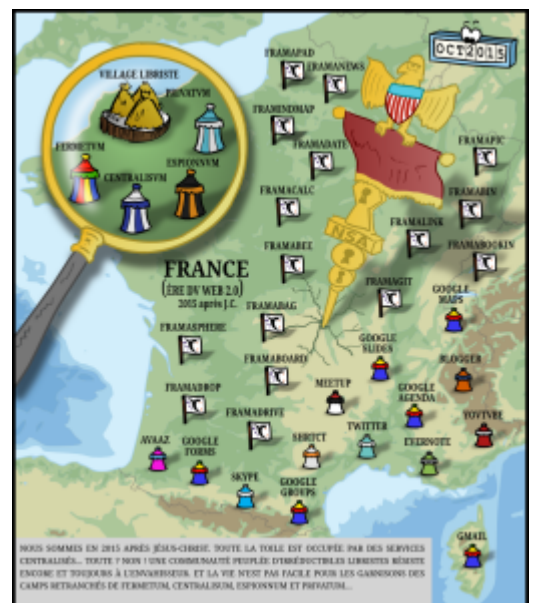 OCT2015
FRAMAPAD
FRAMANEWS
VILLAGE LIBRISTE
PRIVATVM
FRAMINDMAP
FRAMADATE
FRAMAPIC
FERMETVM
ESPIONNVM
CENTRALISVM
FRAMACALC
FRAMABIN
FRAMALINK
NSA
FRAMABEE
FRAMABOOKIN
FRANCE
(ÈRE DV WEB 2.0)
2015 après J.C.
FRAMAGIT
GOOGLE
MAPS
FRAMABAG
FRAMASPHERE
GOOGLE
SLIDES
FRAMABOARD
BLOGGER
MEETUP
FRAMADROP
GOOGLE
AGENDA
FRAMADRIVE
YOVTVBE
TWITTER
AVAAZ
GOOGLE
FORMS
EVERNOTE
SKYPE
GOOGLE
GROUPS
GMAIL
NOUS SOMMES EN 2015 APRÈS JÉSUS-CHRIST. TOUTE LA TOILE EST OCCUPÉE PAR DES SERVICES
CENTRALISÉS... TOUTE ? NON ! UNE COMMUNAUTÉ PEUPLÉE D'IRRÉDUCTIBLES LIBRISTES RÉSISTE
ENCORE ET TOUJOURS À L'ENVAHISSEUR. ET LA VIE N'EST PAS FACILE POUR LES GARNISONS DES
CAMPS RETRANCHÉS DE FERMETUM, CENTRALISUM, ESPIONNUM ET PRIVATUM...